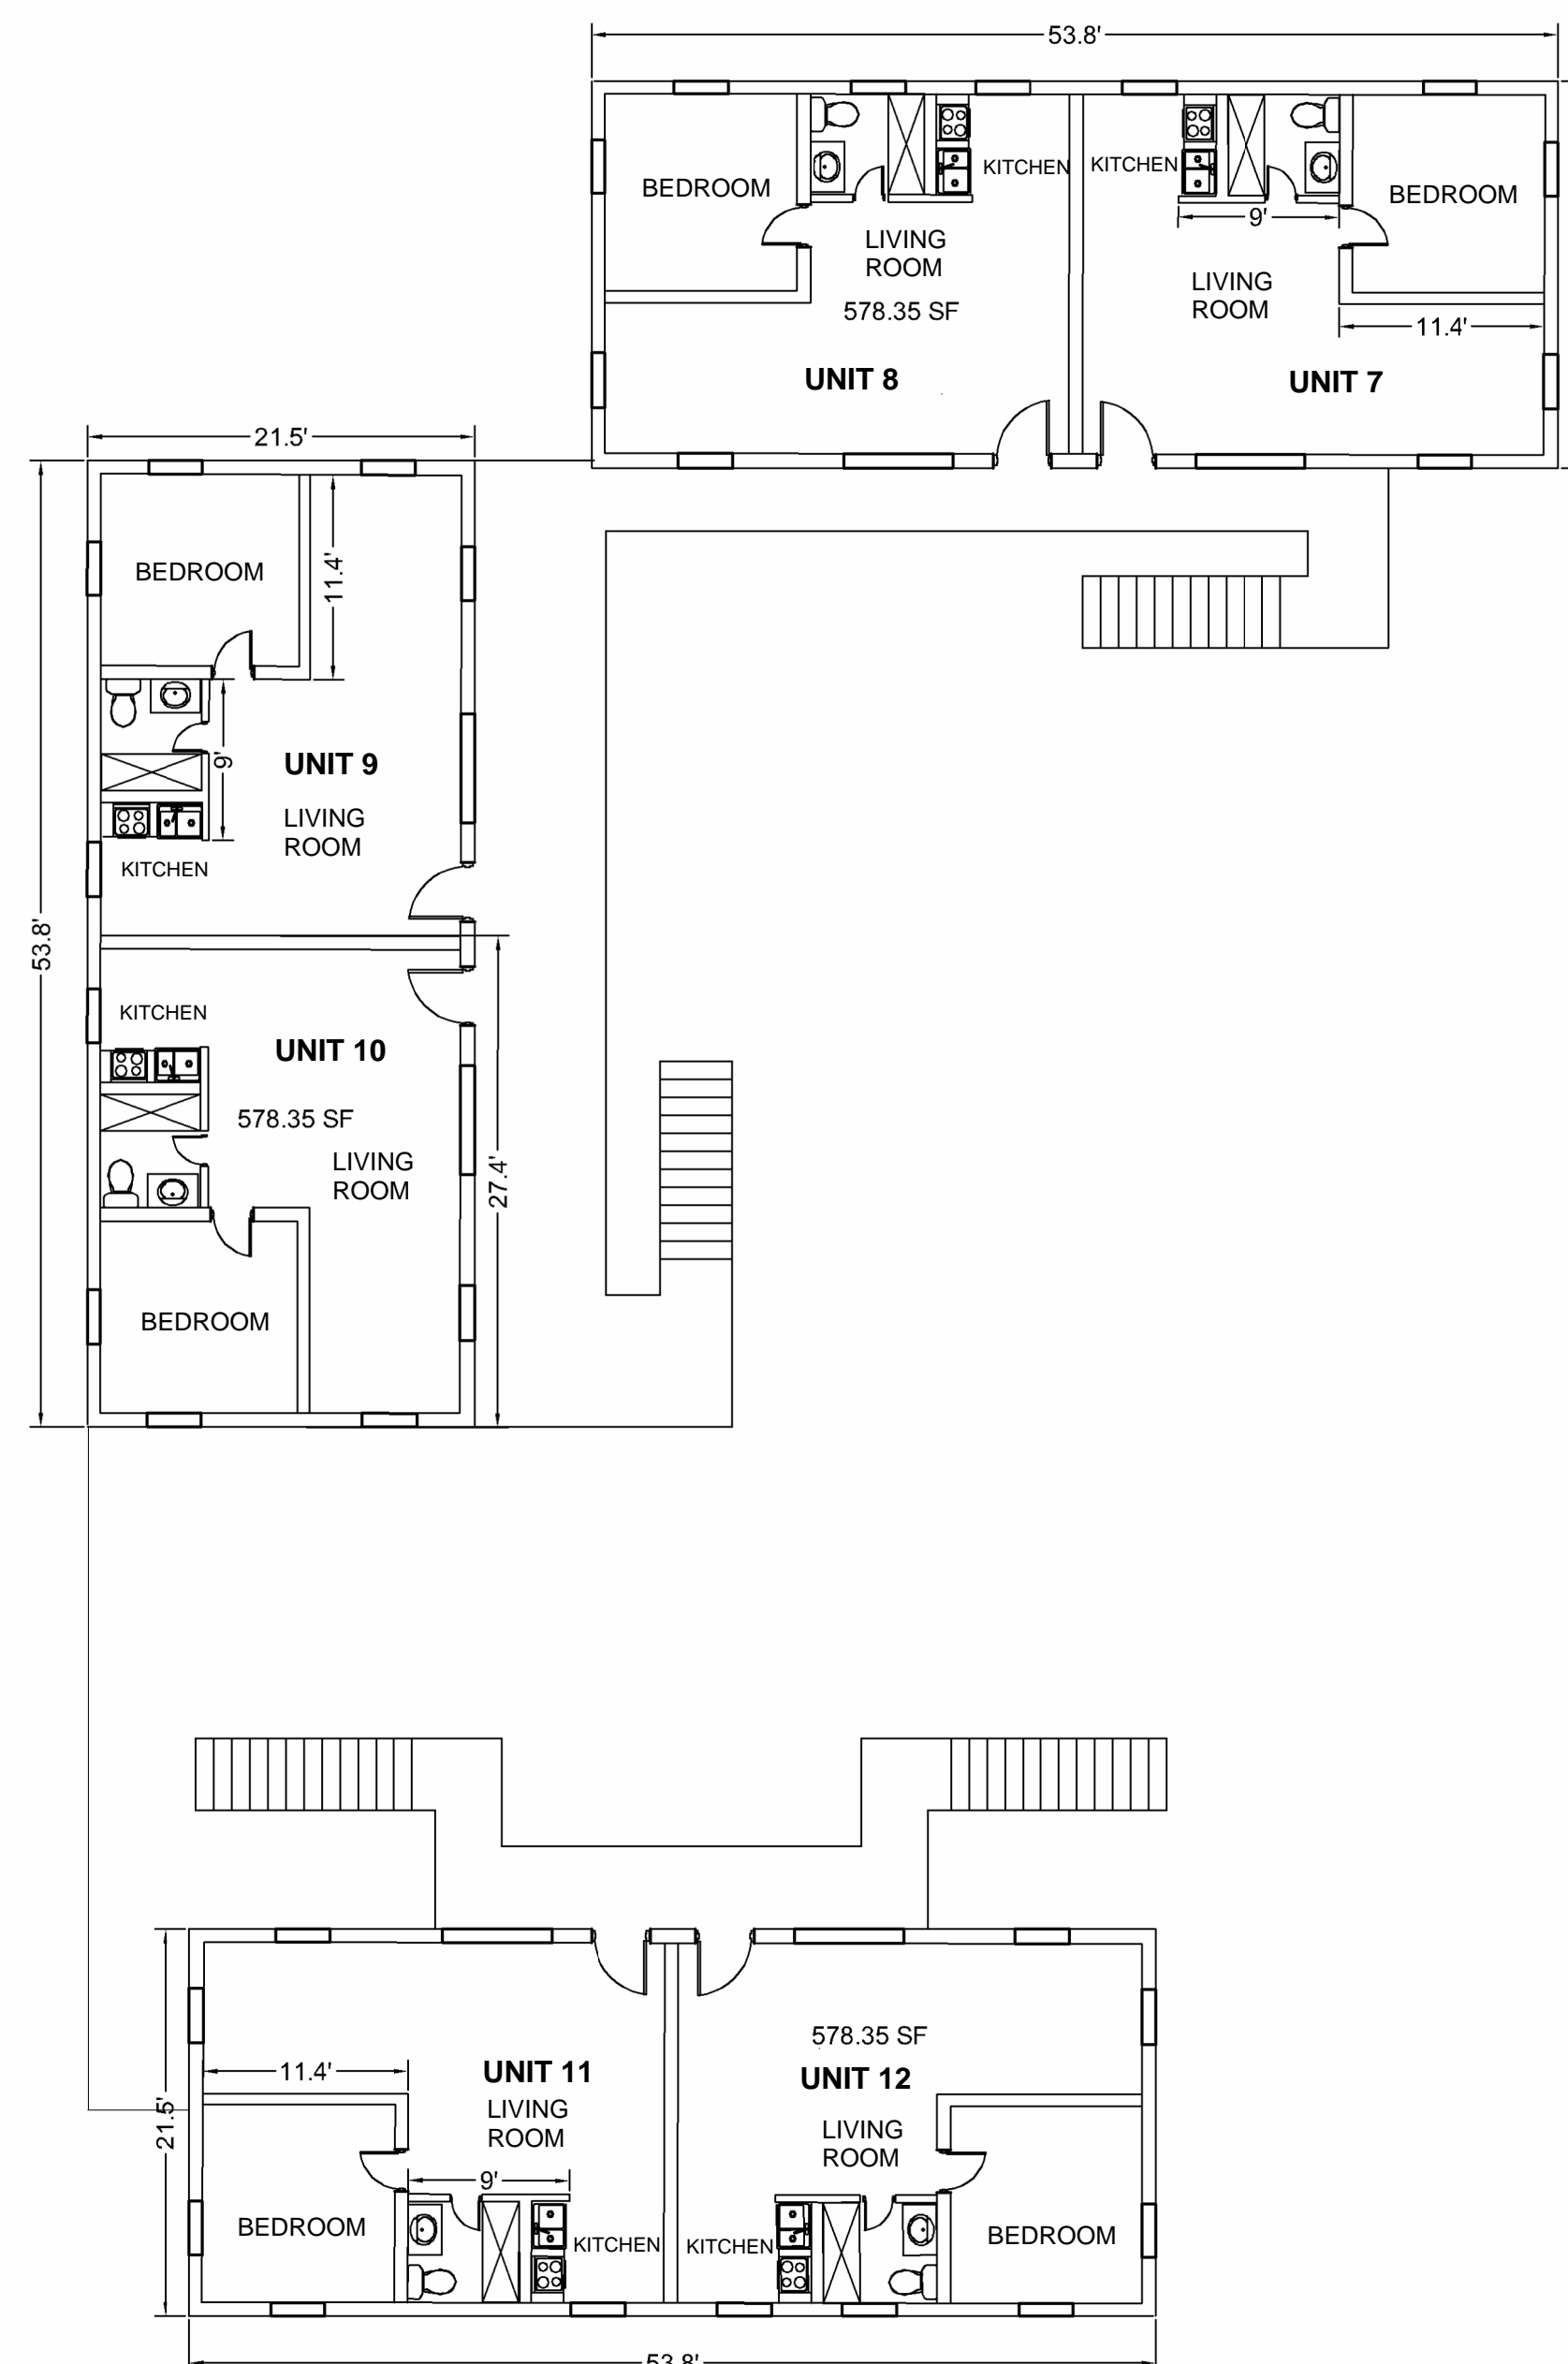 53.8'
BEDROOM
KITCHEN
KITCHEN
BEDROOM
9'
LIVING
ROOM
LIVING
ROOM
578.35 SF
11.4'
UNIT 8
UNIT 7
21.5'
BEDROOM
11.4'
9'
UNIT 9
LIVING
ROOM
KITCHEN
53.8'
KITCHEN
UNIT 10
578.35 SF
LIVING
ROOM
27.4'
BEDROOM
578.35 SF
11.4'
UNIT 11
UNIT 12
LIVING
ROOM
LIVING
ROOM
21.5'
9'
BEDROOM
KITCHEN
KITCHEN
BEDROOM
53.8'